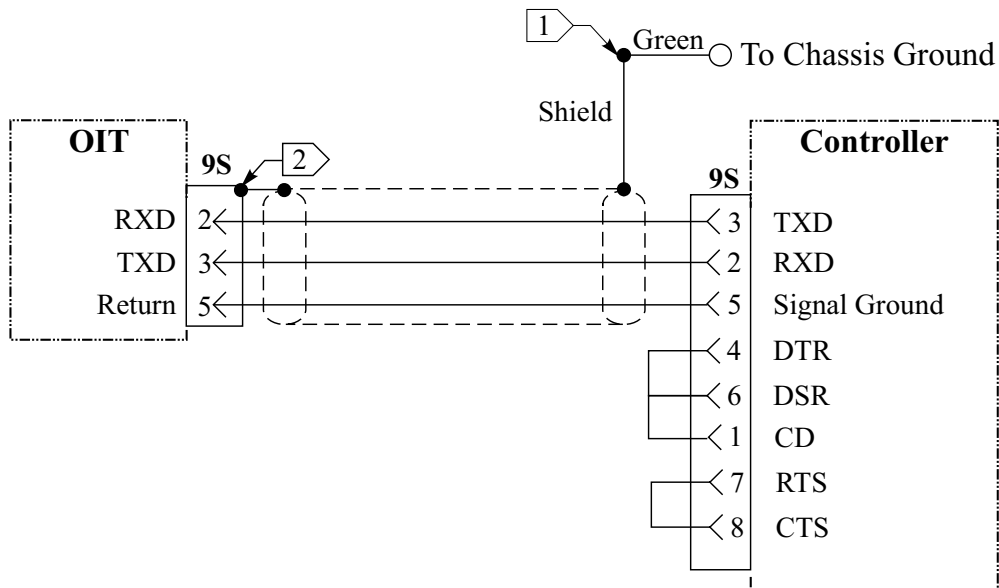 1
Green
To Chassis Ground
Shield
OIT
Controller
9S
2
9S
RXD 2
3 TXD
TXD 3
2 RXD
Return 5
5 Signal Ground
4 DTR
6 DSR
1 CD
7 RTS
8 CTS